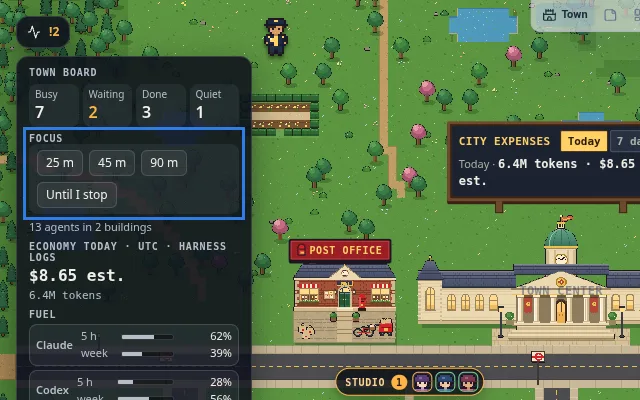 !2
Town
TOWN BOARD
Busy Waiting Done Quiet
7 2 3 1
FOCUS
25 m 45 m 90 m
Until I stop
13 agents in 2 buildings
ECONOMY TODAY · UTC · HARNESS
LOGS
$8.65 est.
6.4M tokens
FUEL
Claude 5 h 62%
week 39%
Codex 5 h 28%
week 56%
CITY EXPENSES Today 7 da
Today · 6.4M tokens · $8.65
est.
POST OFFICE
TOWN CENTER
STUDIO 1